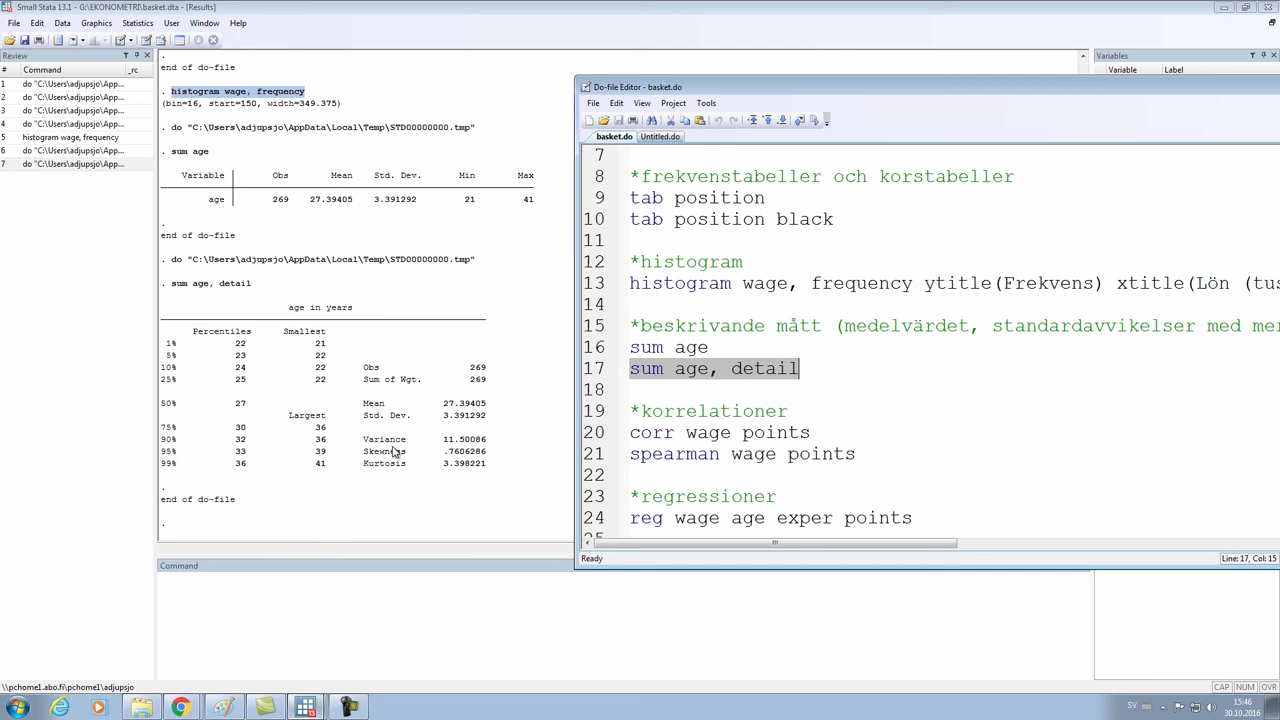 Small Stata 13.1 - G:\EKONOMETRI\basket.dta - [Results]
File Edit Data Graphics Statistics User Window Help
Review
# Command _rc
1 do "C:\Users\adjupsjo\App...
2 do "C:\Users\adjupsjo\App...
3 do "C:\Users\adjupsjo\App...
4 do "C:\Users\adjupsjo\App...
5 histogram wage, frequency
6 do "C:\Users\adjupsjo\App...
7 do "C:\Users\adjupsjo\App...
.
end of do-file
. histogram wage, frequency
(bin=16, start=150, width=349.375)
. do "C:\Users\adjupsjo\AppData\Local\Temp\STD00000000.tmp"
. sum age
Variable Obs Mean Std. Dev. Min Max
age 269 27.39405 3.391292 21 41
.
end of do-file
. do "C:\Users\adjupsjo\AppData\Local\Temp\STD00000000.tmp"
. sum age, detail
age in years
Percentiles Smallest
1% 22 21
5% 23 22
10% 24 22 Obs 269
25% 25 22 Sum of Wgt. 269
50% 27 Mean 27.39405
Largest Std. Dev. 3.391292
75% 30 36
90% 32 36 Variance 11.50086
95% 33 39 Skewness .7606286
99% 36 41 Kurtosis 3.398221
.
end of do-file
.
Command
Variables
Variable Label
Do-file Editor - basket.do
File Edit View Project Tools
basket.do Untitled.do
7
8 *frekvenstabeller och korstabeller
9 tab position
10 tab position black
11
12 *histogram
13 histogram wage, frequency ytitle(Frekvens) xtitle(Lön (tus
14
15 *beskrivande mått (medelvärdet, standardavvikelser med me
16 sum age
17 sum age, detail
18
19 *korrelationer
20 corr wage points
21 spearman wage points
22
23 *regressioner
24 reg wage age exper points
25
Ready Line: 17, Col: 15
\\pchome1.abo.fi\pchome1\adjupsjo CAP NUM OVR
SV 15:46
30.10.2016